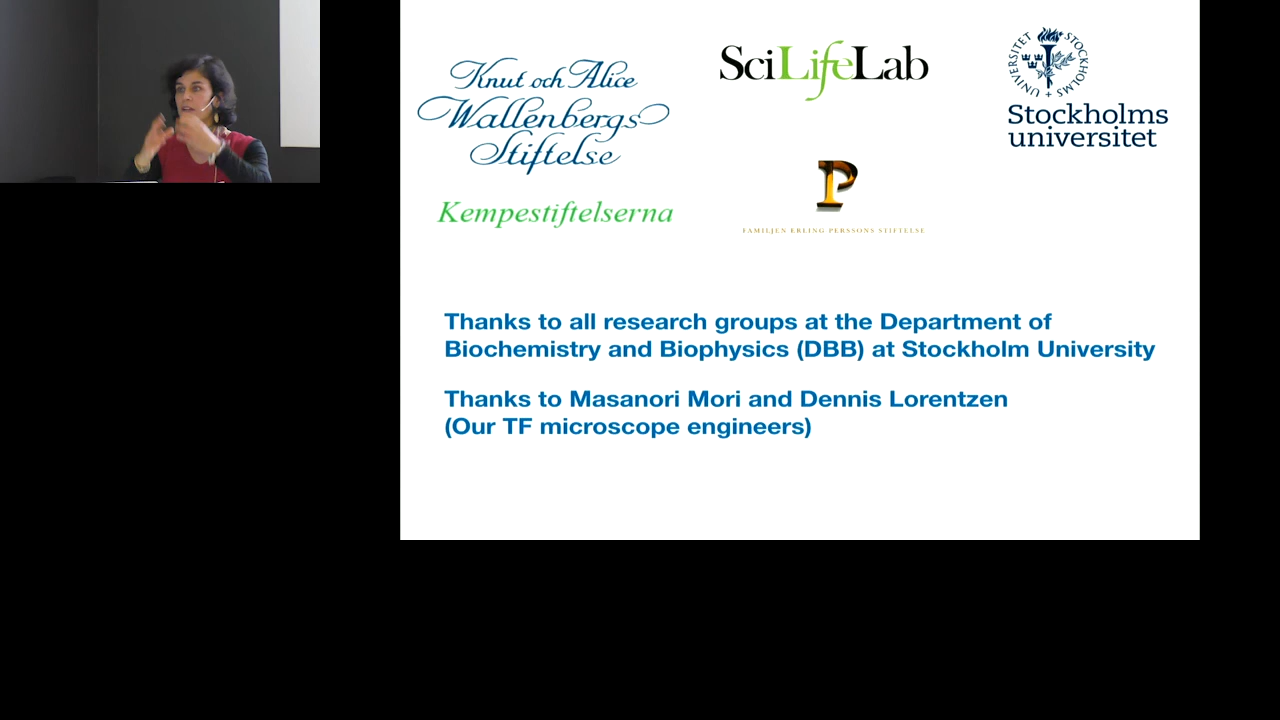 Knut och Alice
Wallenbergs
Stiftelse
SciLifeLab
STOCKHOLMS UNIVERSITET
Stockholms
universitet
Kempestiftelserna
P
FAMILJEN ERLING PERSSONS STIFTELSE
Thanks to all research groups at the Department of
Biochemistry and Biophysics (DBB) at Stockholm University
Thanks to Masanori Mori and Dennis Lorentzen
(Our TF microscope engineers)